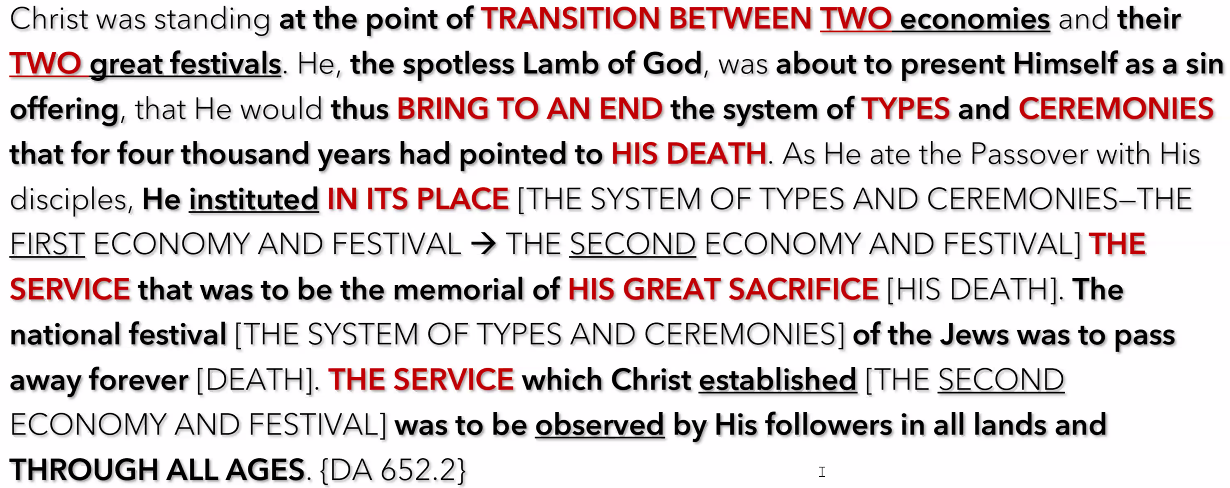 Christ was standing at the point of TRANSITION BETWEEN TWO economies and their
TWO great festivals. He, the spotless Lamb of God, was about to present Himself as a sin
offering, that He would thus BRING TO AN END the system of TYPES and CEREMONIES
that for four thousand years had pointed to HIS DEATH. As He ate the Passover with His
disciples, He instituted IN ITS PLACE [THE SYSTEM OF TYPES AND CEREMONIES—THE
FIRST ECONOMY AND FESTIVAL → THE SECOND ECONOMY AND FESTIVAL] THE
SERVICE that was to be the memorial of HIS GREAT SACRIFICE [HIS DEATH]. The
national festival [THE SYSTEM OF TYPES AND CEREMONIES] of the Jews was to pass
away forever [DEATH]. THE SERVICE which Christ established [THE SECOND
ECONOMY AND FESTIVAL] was to be observed by His followers in all lands and
THROUGH ALL AGES. {DA 652.2}